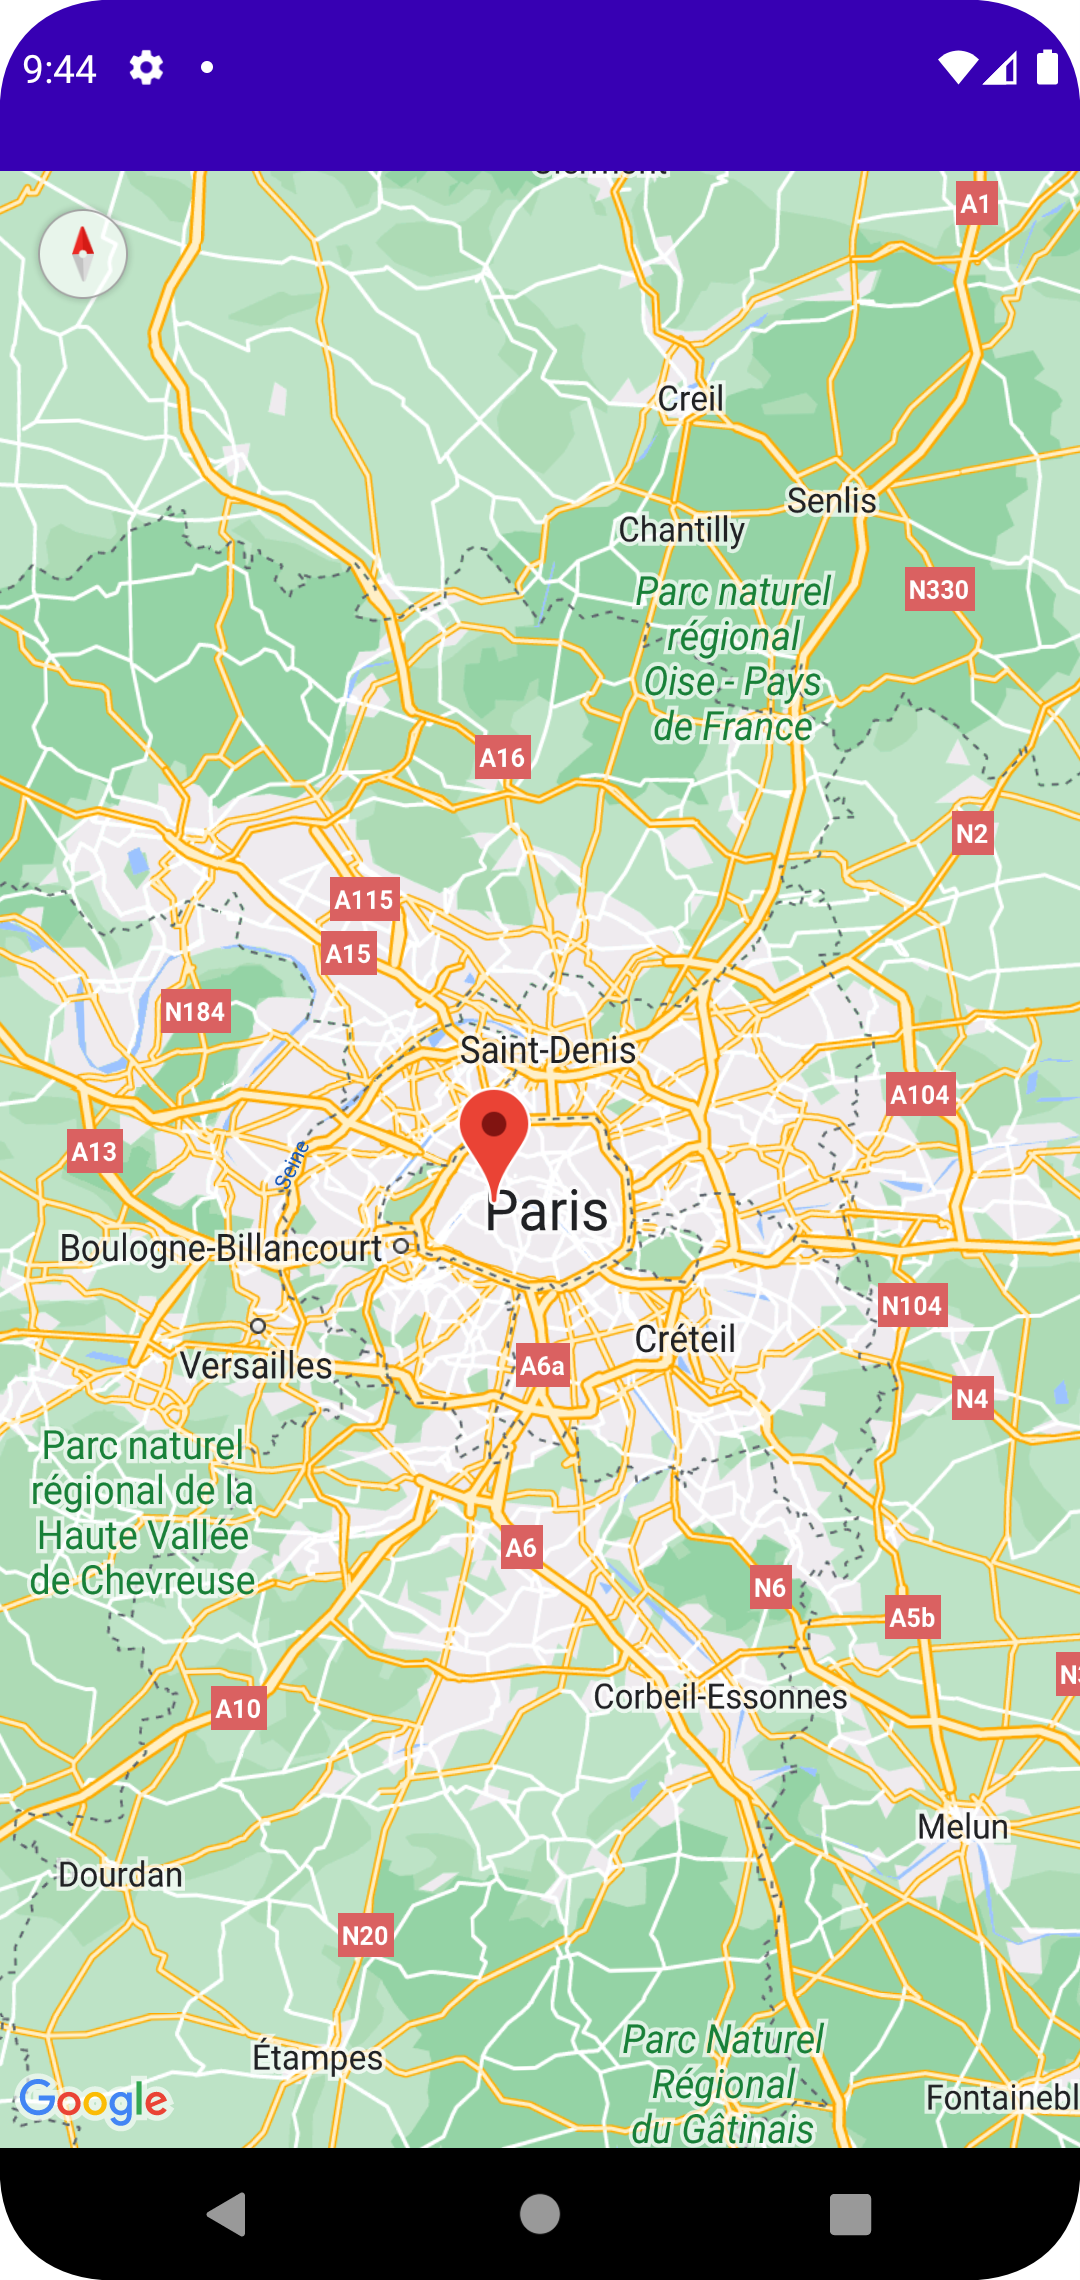 9:44
A1
Creil
Senlis
Chantilly
N330
Parc naturel
régional
Oise - Pays
de France
A16
N2
A115
A15
N184
Saint-Denis
A104
A13
Seine
Paris
Boulogne-Billancourt
N104
Créteil
Versailles
A6a
N4
Parc naturel
régional de la
Haute Vallée
de Chevreuse
A6
N6
A5b
Corbeil-Essonnes
A10
Melun
Dourdan
N20
Parc Naturel
Régional
du Gâtinais
Étampes
Google
Fontainebl